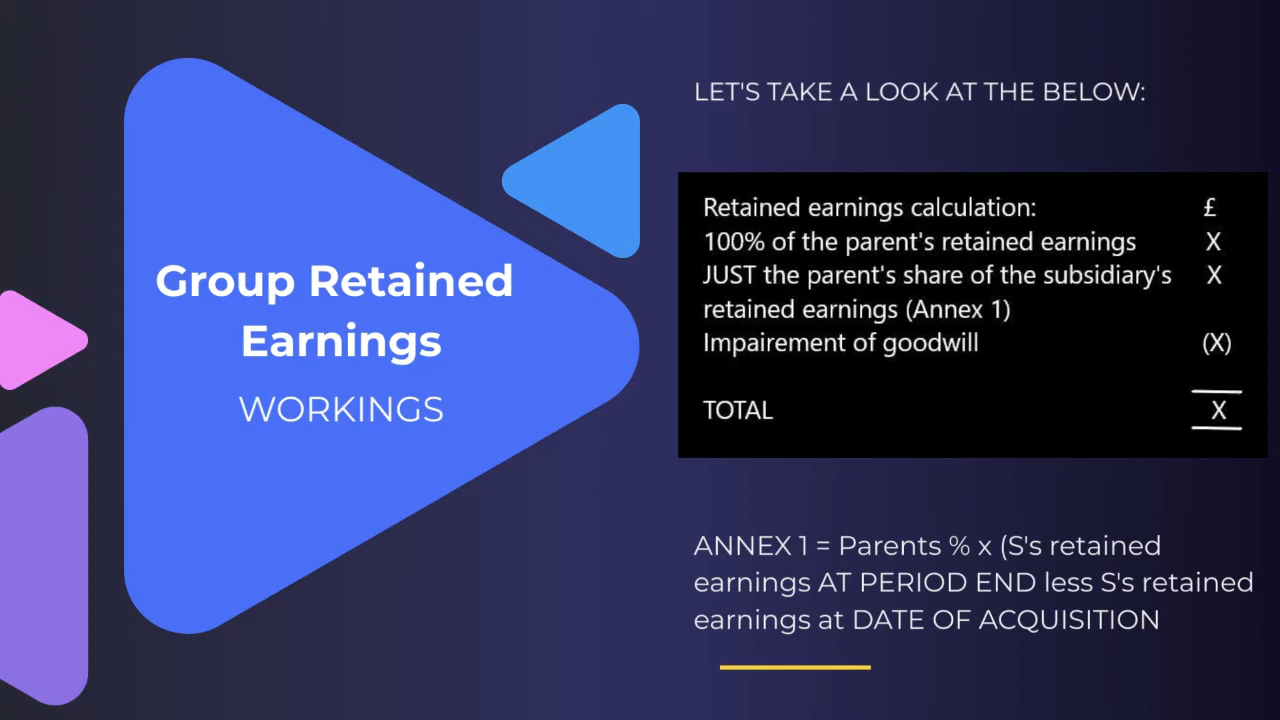 Group Retained
Earnings
WORKINGS
LET'S TAKE A LOOK AT THE BELOW:
Retained earnings calculation: £
100% of the parent's retained earnings X
JUST the parent's share of the subsidiary's X
retained earnings (Annex 1)
Impairement of goodwill (X)
TOTAL X
ANNEX 1 = Parents % x (S's retained
earnings AT PERIOD END less S's retained
earnings at DATE OF ACQUISITION